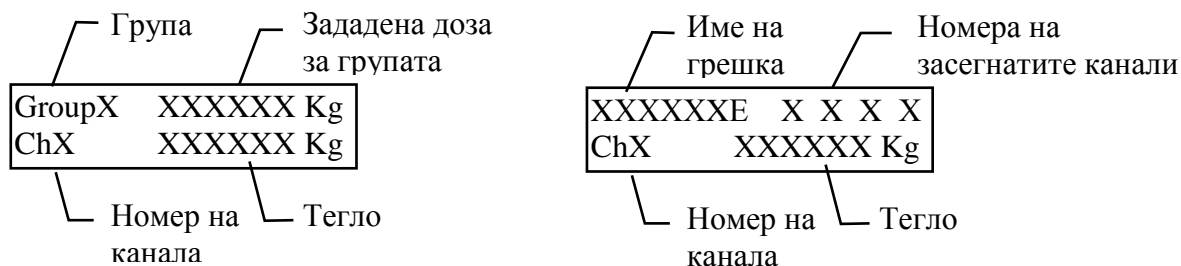 Група
Зададена доза
за групата
GroupX XXXXXX Kg
ChX XXXXXX Kg
Номер на
канала
Тегло
Име на
грешка
Номера на
засегнатите канали
XXXXXXE X X X X
ChX XXXXXX Kg
Номер на
канала
Тегло